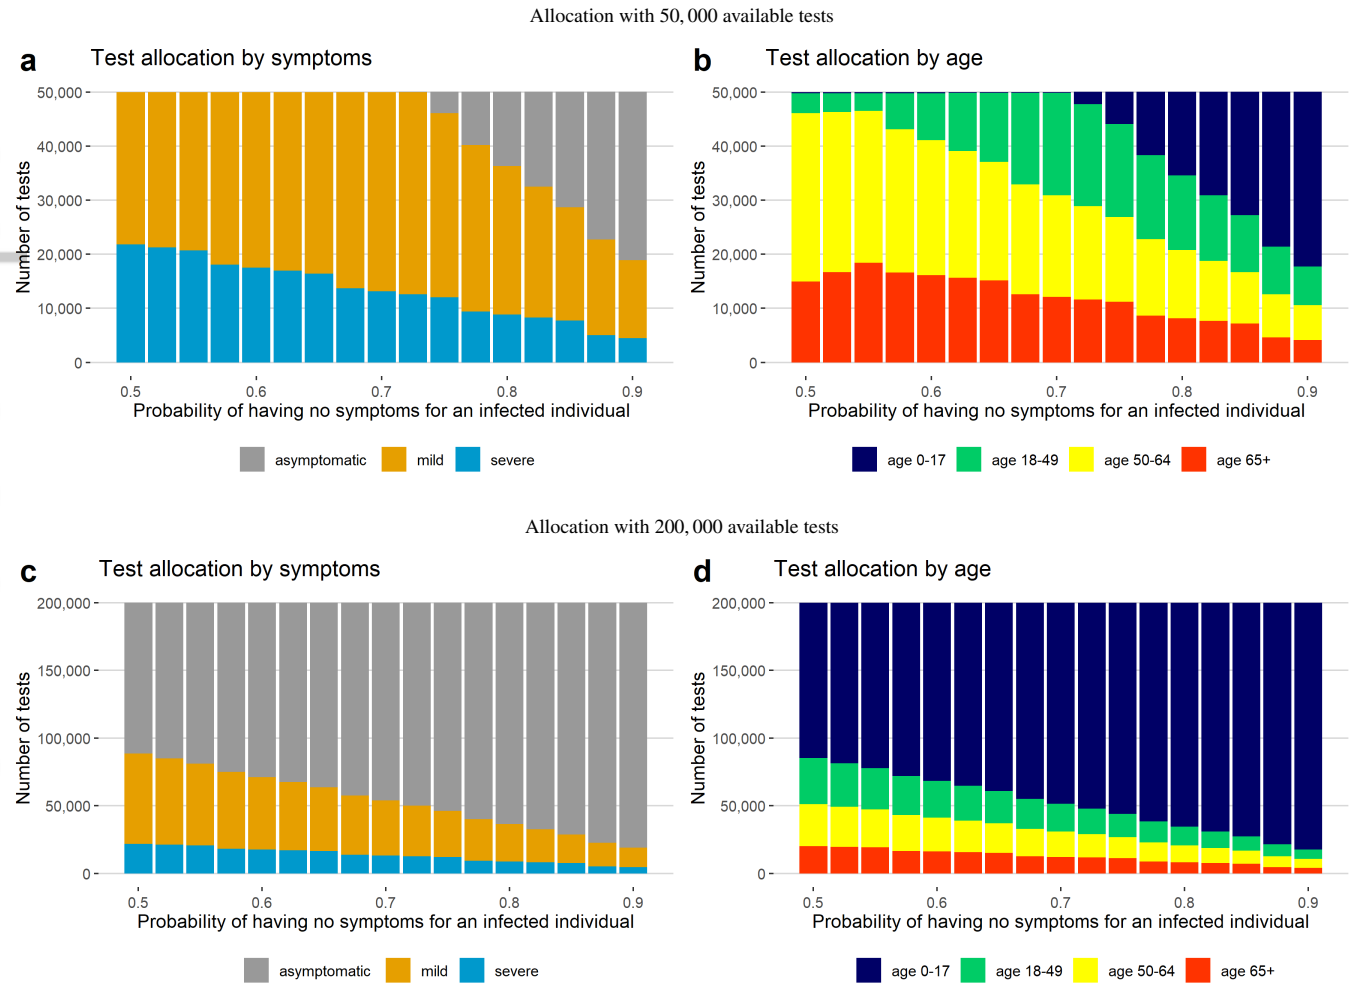 Allocation with 50, 000 available tests
a
Test allocation by symptoms
50,000
40,000
30,000
20,000
10,000
0
Number of tests
0.5 0.6 0.7 0.8 0.9
Probability of having no symptoms for an infected individual
asymptomatic mild severe
b
Test allocation by age
50,000
40,000
30,000
20,000
10,000
0
Number of tests
0.5 0.6 0.7 0.8 0.9
Probability of having no symptoms for an infected individual
age 0-17 age 18-49 age 50-64 age 65+
Allocation with 200, 000 available tests
c
Test allocation by symptoms
200,000
150,000
100,000
50,000
0
Number of tests
0.5 0.6 0.7 0.8 0.9
Probability of having no symptoms for an infected individual
asymptomatic mild severe
d
Test allocation by age
200,000
150,000
100,000
50,000
0
Number of tests
0.5 0.6 0.7 0.8 0.9
Probability of having no symptoms for an infected individual
age 0-17 age 18-49 age 50-64 age 65+